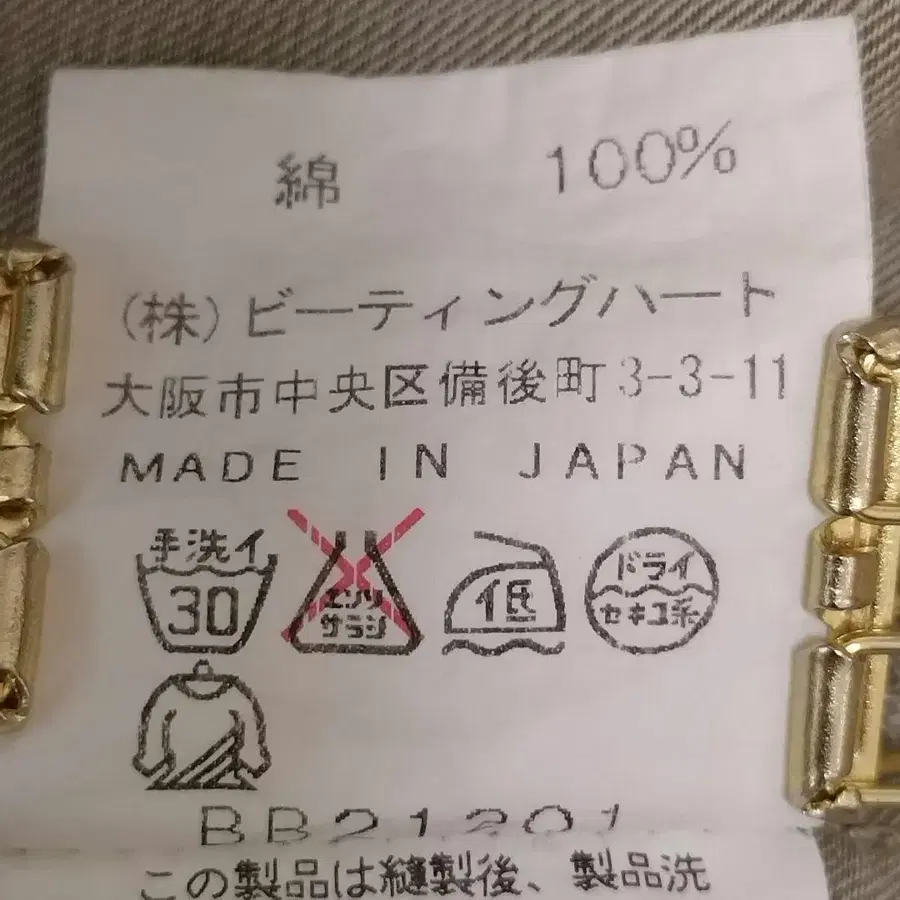 綿 100%
(株)ビーティングハート
大阪市中央区備後町3-3-11
MADE IN JAPAN
手洗イ
30
エンソ
サラシ
低
ドライ
セキユ系
BB21201
この製品は縫製後、製品洗